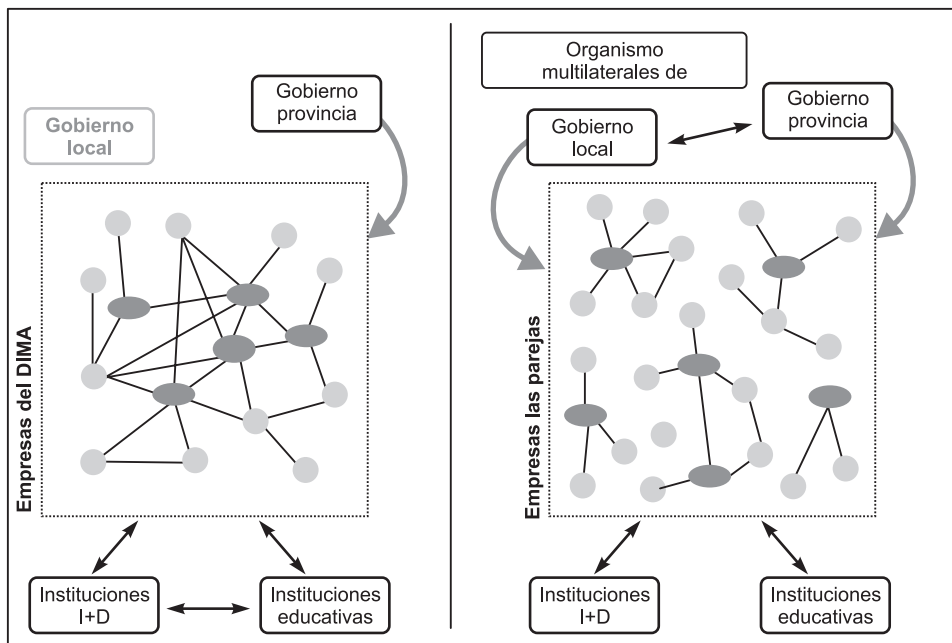 Gobierno
local
Gobierno
provincia
Empresas del DIMA
Instituciones
I+D
Instituciones
educativas
Organismo
multilaterales de
Gobierno
local
Gobierno
provincia
Empresas las parejas
Instituciones
I+D
Instituciones
educativas